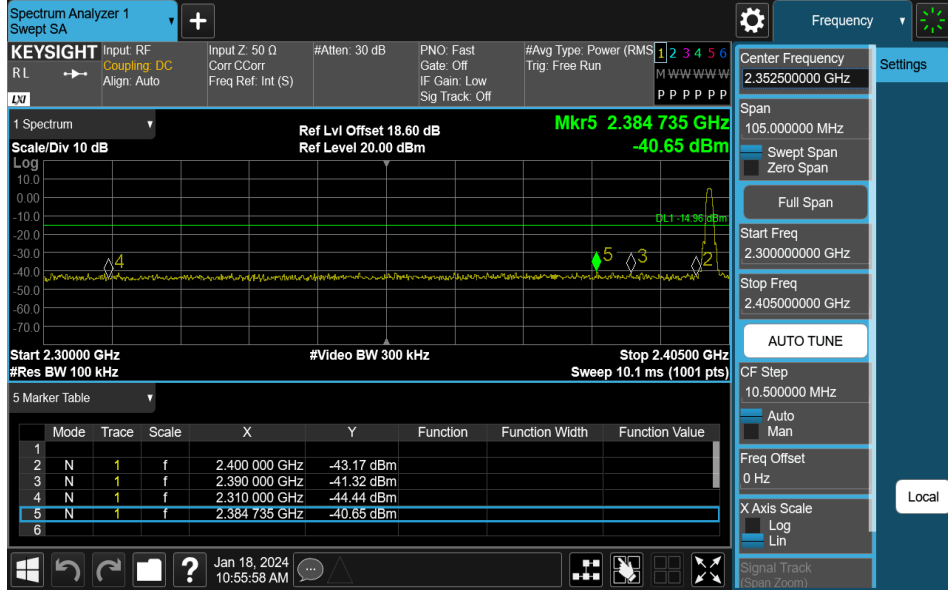 Spectrum Analyzer 1
Swept SA
+
Frequency
KEYSIGHT
R L
LXI
Input: RF
Coupling: DC
Align: Auto
Input Z: 50 Ω
Corr CCorr
Freq Ref: Int (S)
#Atten: 30 dB
PNO: Fast
Gate: Off
IF Gain: Low
Sig Track: Off
#Avg Type: Power (RMS
Trig: Free Run
1 2 3 4 5 6
M W W W W W
P P P P P P
1 Spectrum
Scale/Div 10 dB
Ref Lvl Offset 18.60 dB
Ref Level 20.00 dBm
Mkr5 2.384 735 GHz
-40.65 dBm
Log
10.0
0.00
-10.0
-20.0
-30.0
-40.0
-50.0
-60.0
-70.0
DL1 -14.96 dBm
4
5
3
2
Start 2.30000 GHz
#Video BW 300 kHz
Stop 2.40500 GHz
#Res BW 100 kHz
Sweep 10.1 ms (1001 pts)
5 Marker Table
Mode Trace Scale X Y Function Function Width Function Value
1
2 N 1 f 2.400 000 GHz -43.17 dBm
3 N 1 f 2.390 000 GHz -41.32 dBm
4 N 1 f 2.310 000 GHz -44.44 dBm
5 N 1 f 2.384 735 GHz -40.65 dBm
6
?
Jan 18, 2024
10:55:58 AM
Center Frequency
2.352500000 GHz
Span
105.000000 MHz
Swept Span
Zero Span
Full Span
Start Freq
2.300000000 GHz
Stop Freq
2.405000000 GHz
AUTO TUNE
CF Step
10.500000 MHz
Auto
Man
Freq Offset
0 Hz
X Axis Scale
Log
Lin
Signal Track
(Span Zoom)
Settings
Local